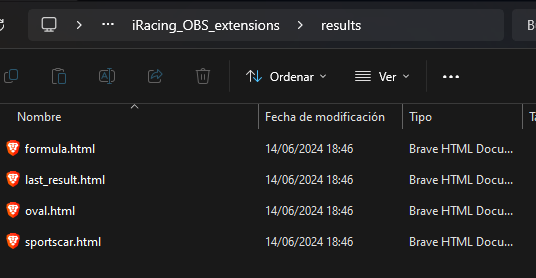 iRacing_OBS_extensions > results
Ordenar Ver
Nombre Fecha de modificación Tipo
formula.html 14/06/2024 18:46 Brave HTML Docu...
last_result.html 14/06/2024 18:46 Brave HTML Docu...
oval.html 14/06/2024 18:46 Brave HTML Docu...
sportscar.html 14/06/2024 18:46 Brave HTML Docu...